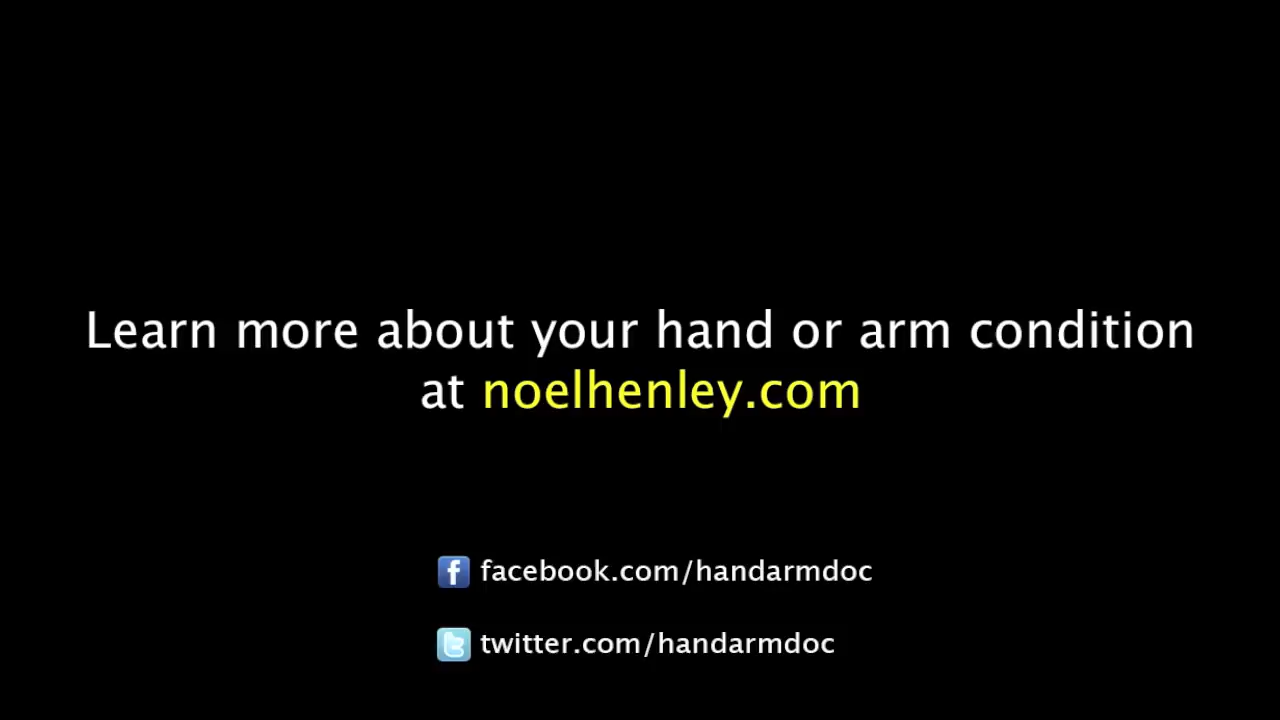 Learn more about your hand or arm condition
at noelhenley.com
facebook.com/handarmdoc
twitter.com/handarmdoc